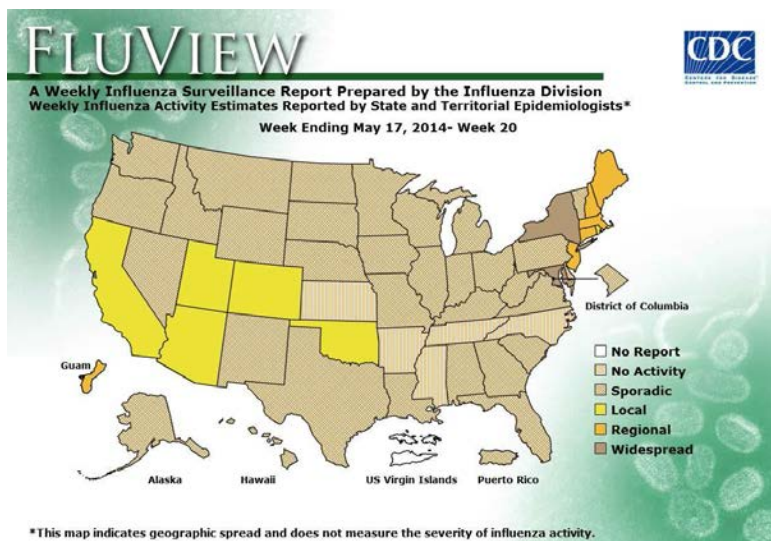 FLUVIEW
CDC
CENTERS FOR DISEASE
CONTROL AND PREVENTION
A Weekly Influenza Surveillance Report Prepared by the Influenza Division
Weekly Influenza Activity Estimates Reported by State and Territorial Epidemiologists*
Week Ending May 17, 2014- Week 20
District of Columbia
Guam
No Report
No Activity
Sporadic
Local
Regional
Widespread
Alaska
Hawaii
US Virgin Islands
Puerto Rico
*This map indicates geographic spread and does not measure the severity of influenza activity.